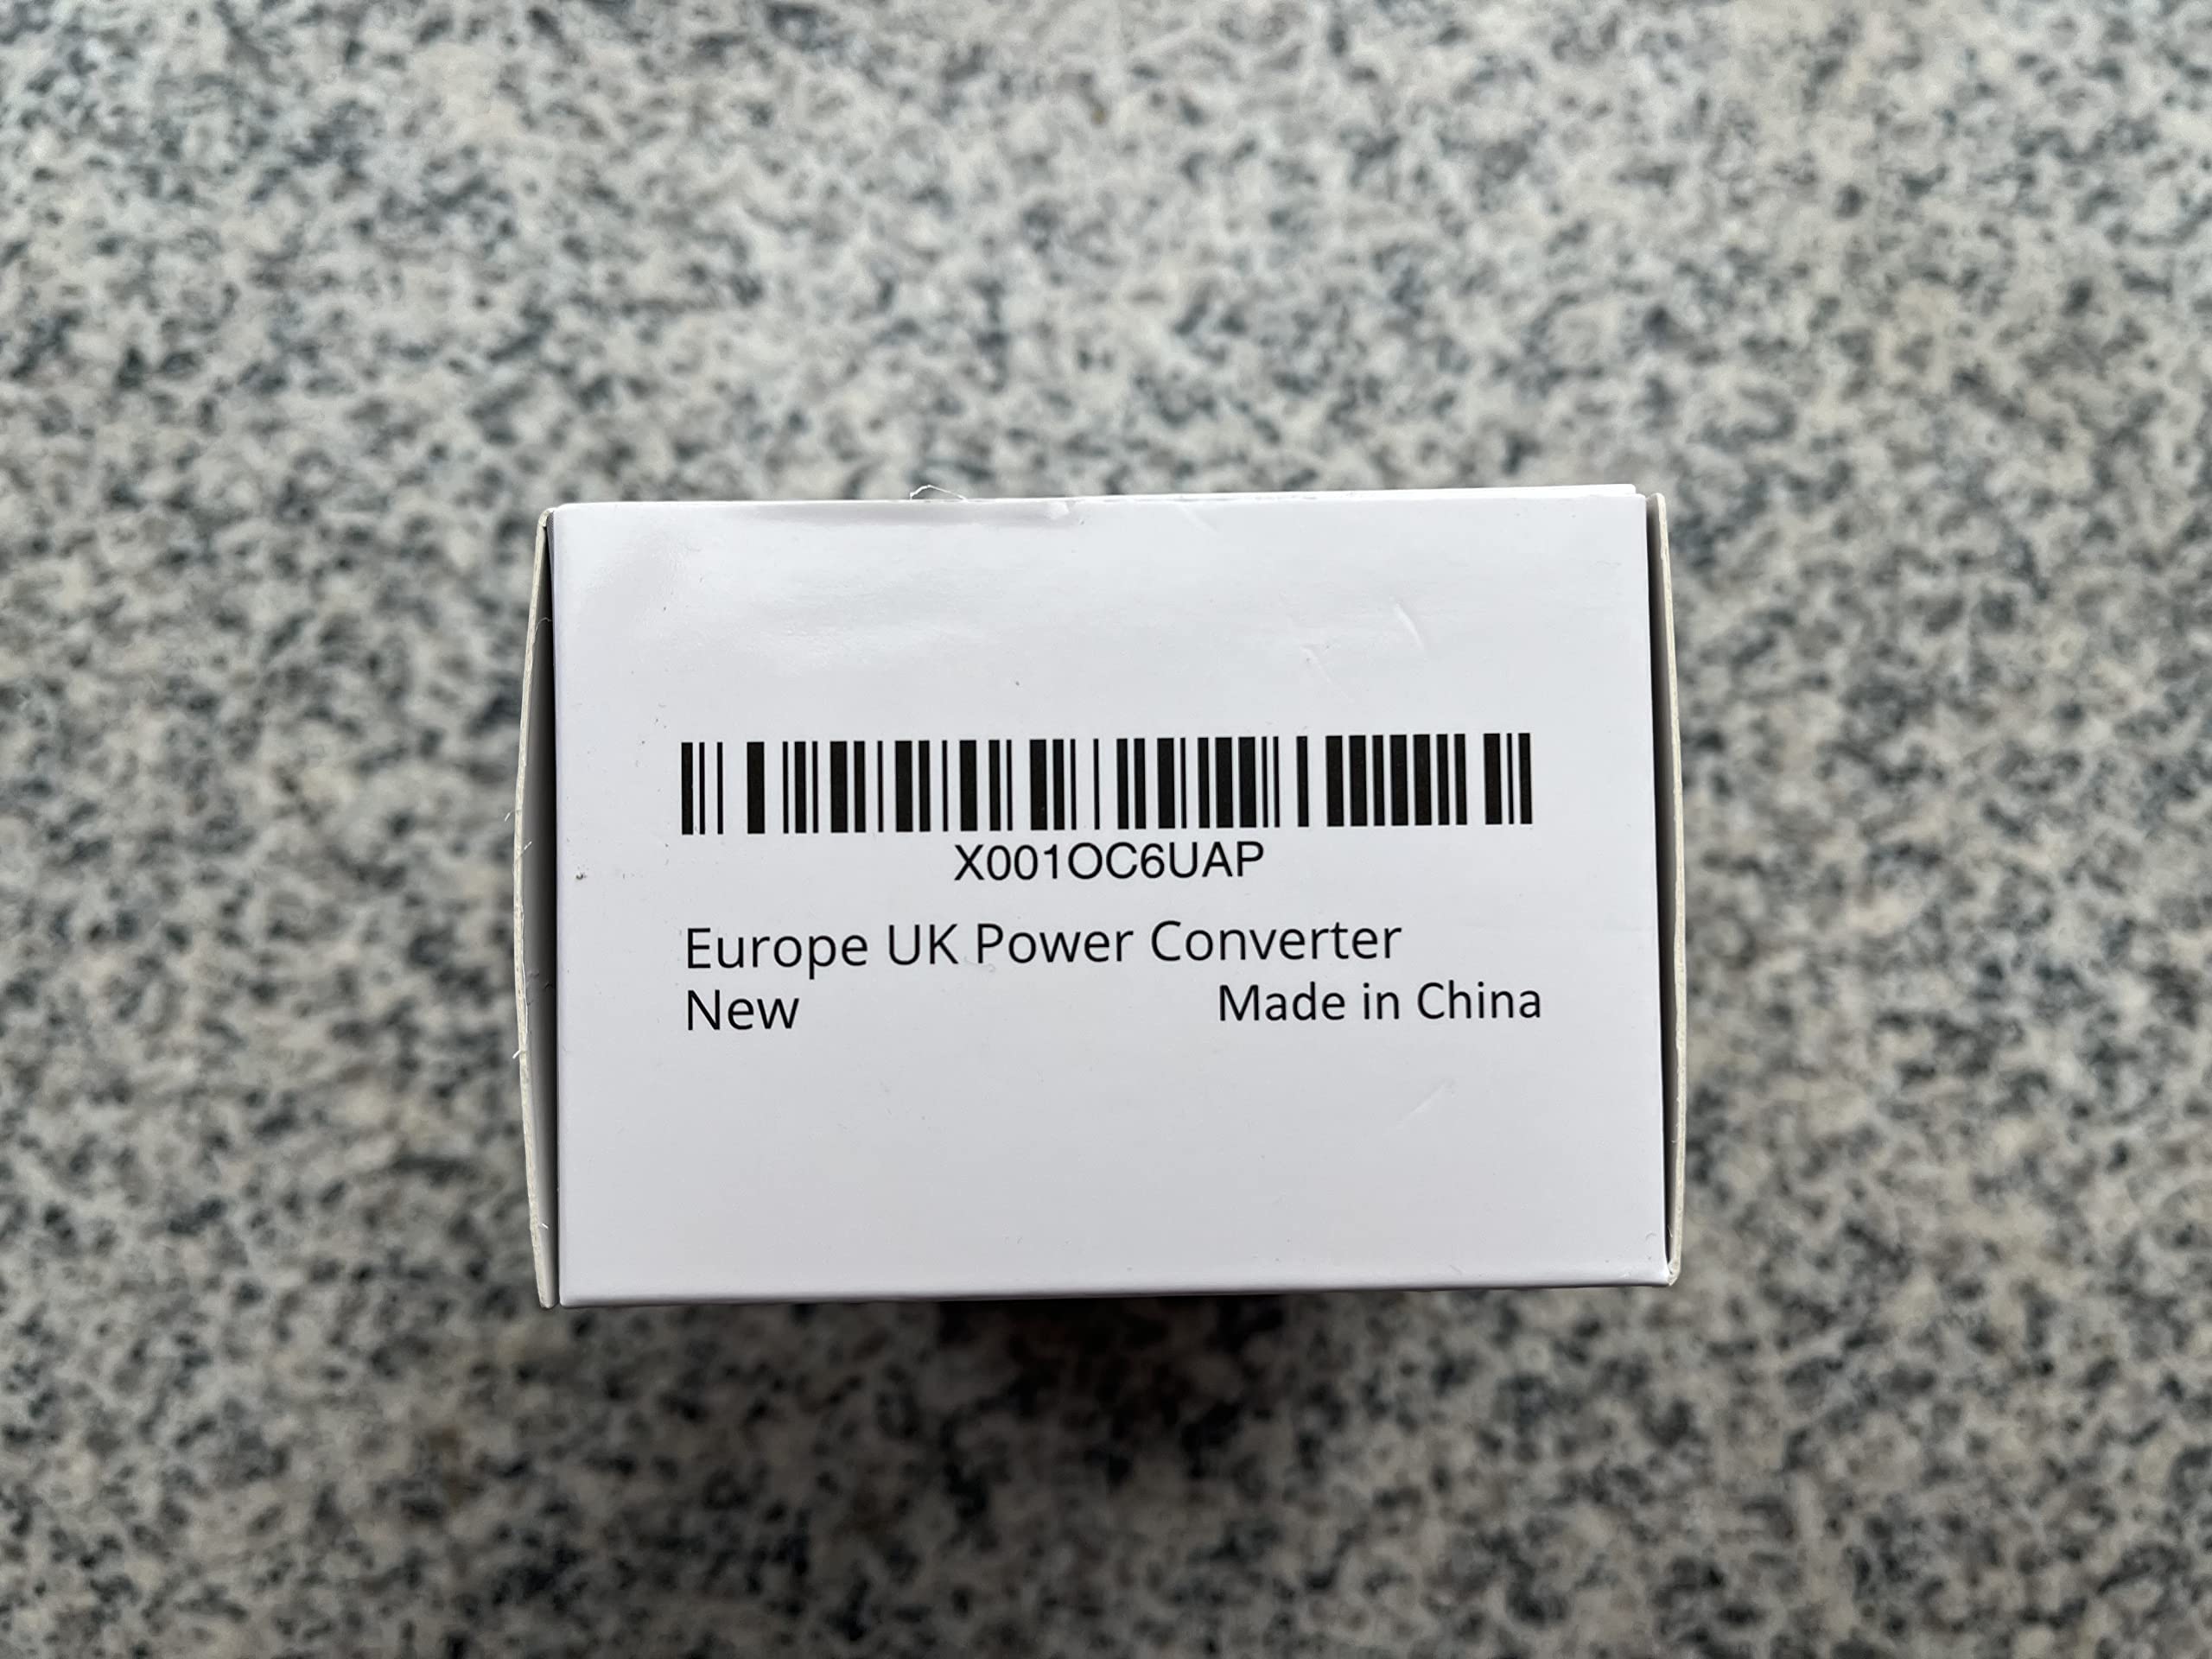 X001OC6UAP
Europe UK Power Converter
New
Made in China